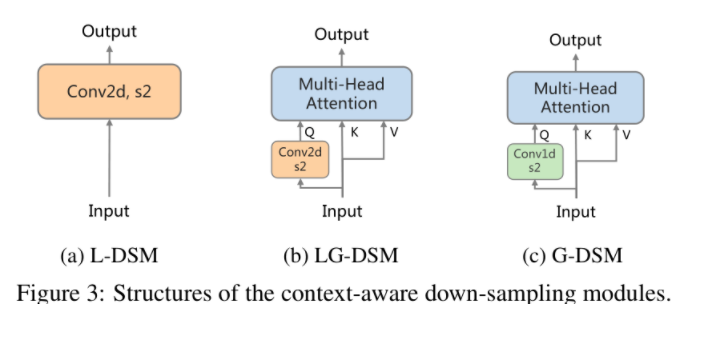 Output
Conv2d, s2
Input
(a) L-DSM
Output
Multi-Head
Attention
Q K V
Conv2d
s2
Input
(b) LG-DSM
Output
Multi-Head
Attention
Q K V
Conv1d
s2
Input
(c) G-DSM
Figure 3: Structures of the context-aware down-sampling modules.